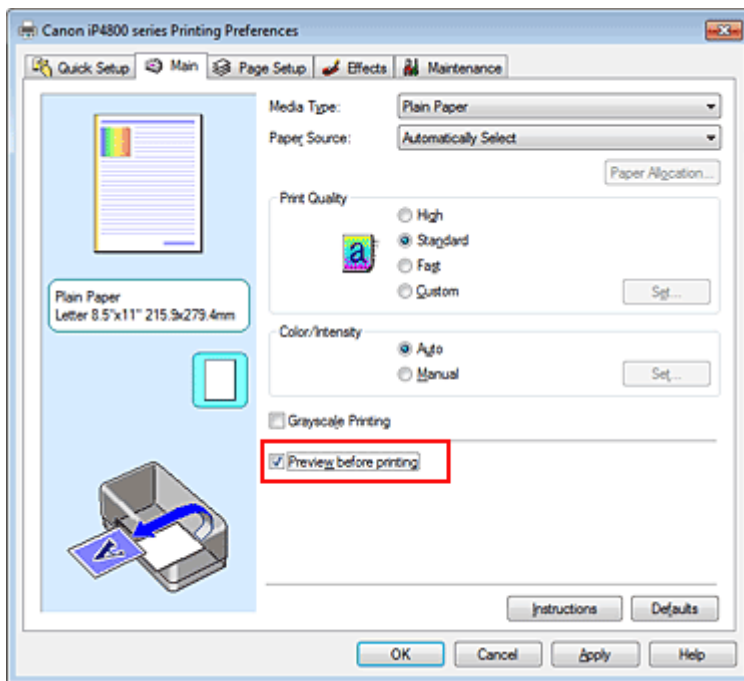 Canon iP4800 series Printing Preferences
Quick Setup
Main
Page Setup
Effects
Maintenance
Media Type:
Plain Paper
Paper Source:
Automatically Select
Paper Allocation...
Print Quality
High
a
Standard
Fast
Custom
Set...
Plain Paper
Letter 8.5"x11" 215.9x279.4mm
Color/Intensity
Auto
Manual
Set...
Grayscale Printing
Preview before printing
A
Instructions
Defaults
OK
Cancel
Apply
Help